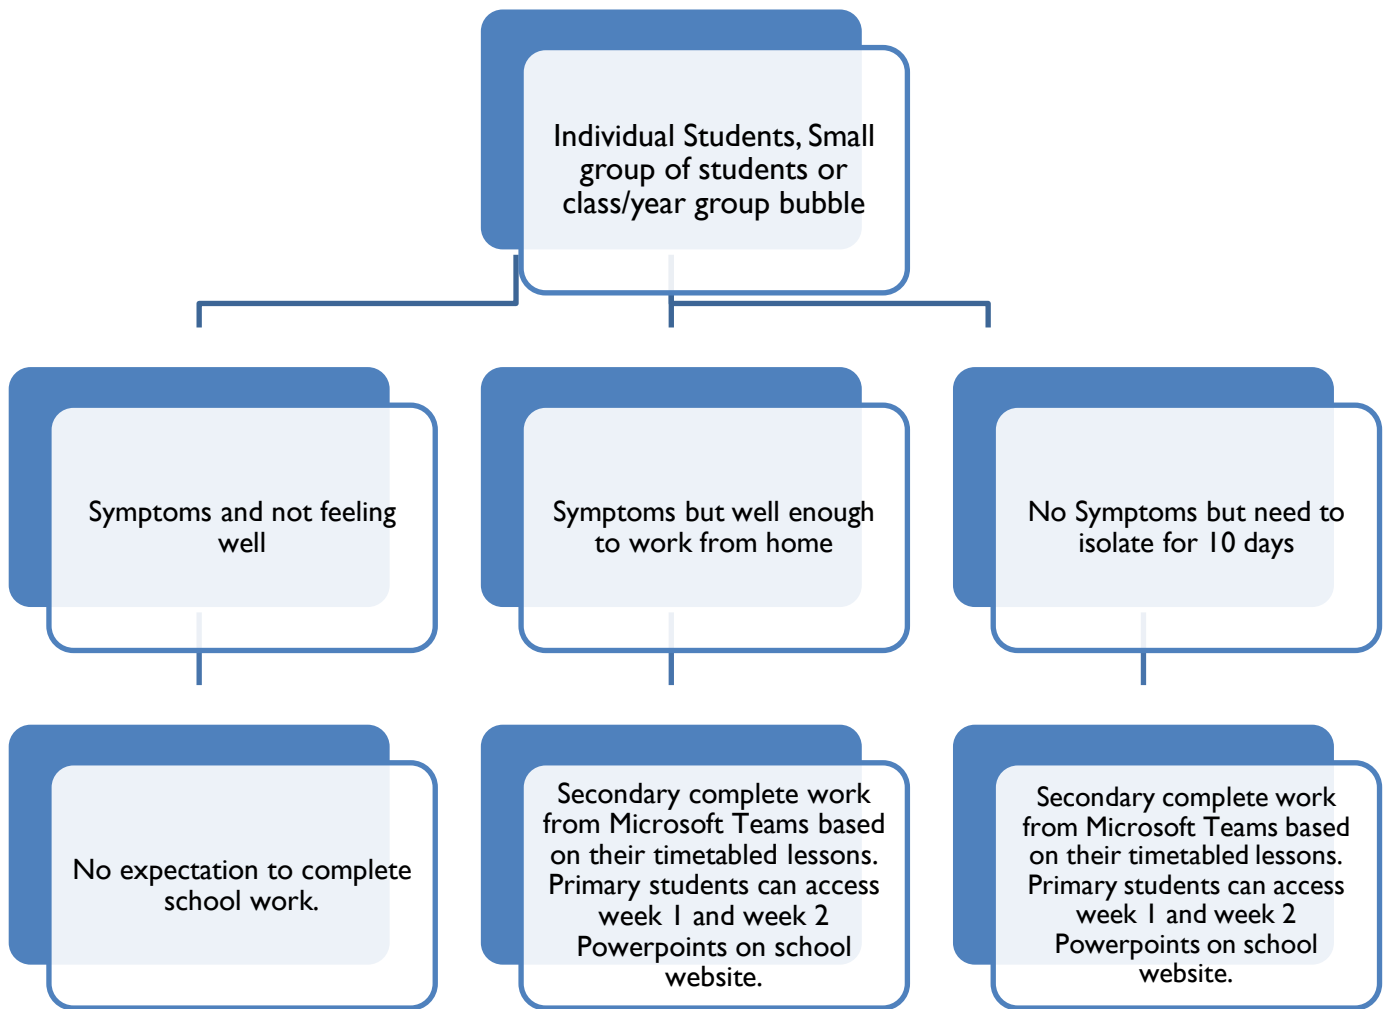 Individual Students, Small
group of students or
class/year group bubble
Symptoms and not feeling
well
Symptoms but well enough
to work from home
No Symptoms but need to
isolate for 10 days
No expectation to complete
school work.
Secondary complete work
from Microsoft Teams based
on their timetabled lessons.
Primary students can access
week 1 and week 2
Powerpoints on school
website.
Secondary complete work
from Microsoft Teams based
on their timetabled lessons.
Primary students can access
week 1 and week 2
Powerpoints on school
website.